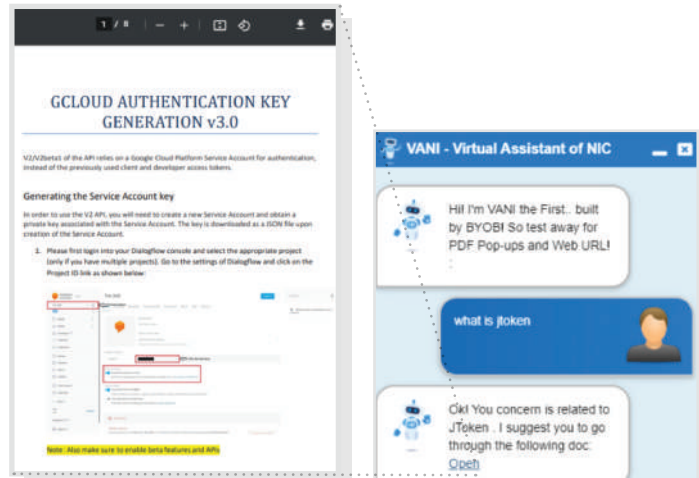 1 / 8
GCLOUD AUTHENTICATION KEY
GENERATION v3.0
V2/V2beta1 of the API relies on a Google Cloud Platform Service Account for authentication,
instead of the previously used client and developer access tokens.
Generating the Service Account key
In order to use the V2 API, you will need to create a new Service Account and obtain a
private key associated with the Service Account. The key is downloaded as a JSON file upon
creation of the Service Account.
1. Please first login into your Dialogflow console and select the appropriate project
(only if you have multiple projects). Go to the settings of Dialogflow and click on the
Project ID link as shown below:
Note : Also make sure to enable beta features and APIs
VANI - Virtual Assistant of NIC
Hi! I'm VANI the First.. built
by BYOB! So test away for
PDF Pop-ups and Web URL!
:
what is jtoken
Ok! You concern is related to
JToken . I suggest you to go
through the following doc:
Open